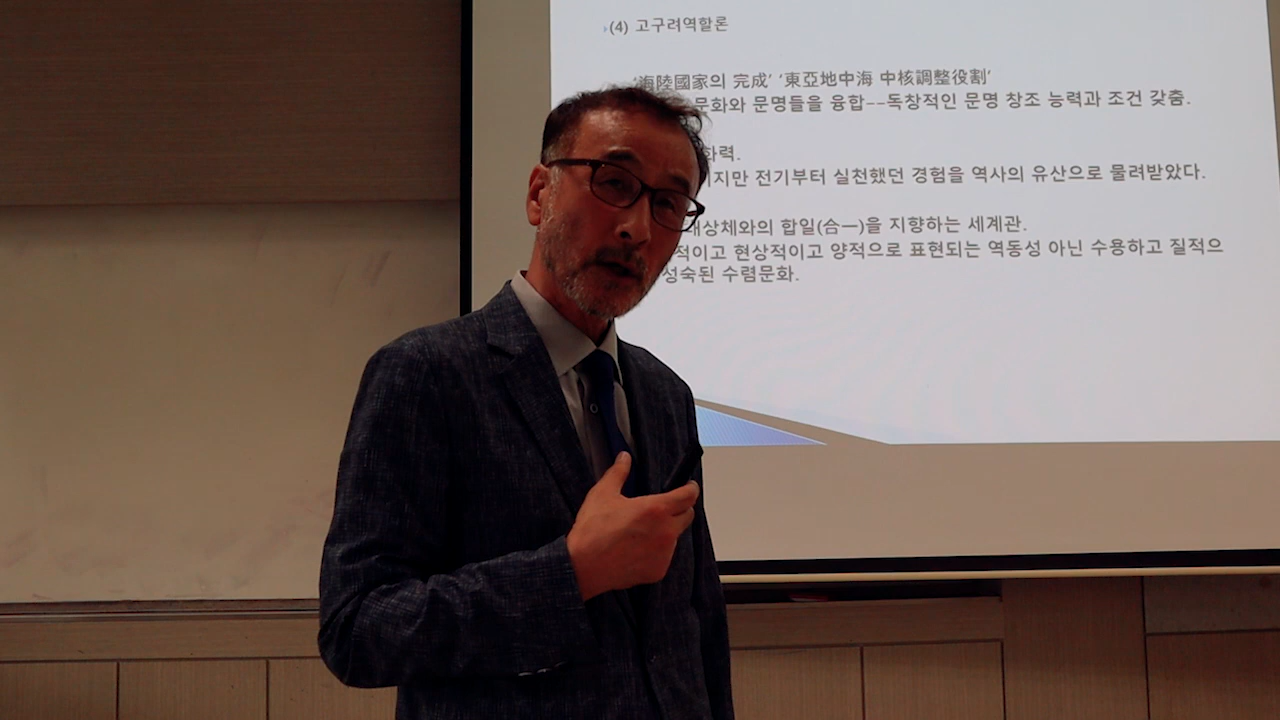 (4) 고구려역할론
'海陸國家의 完成' '東亞地中海 中核調整役割'
문화와 문명들을 융합--독창적인 문명 창조 능력과 조건 갖춤.
화력.
지만 전기부터 실천했던 경험을 역사의 유산으로 물려받았다.
대상체와의 합일(合一)을 지향하는 세계관.
적이고 현상적이고 양적으로 표현되는 역동성 아닌 수용하고 질적으
성숙된 수렴문화.